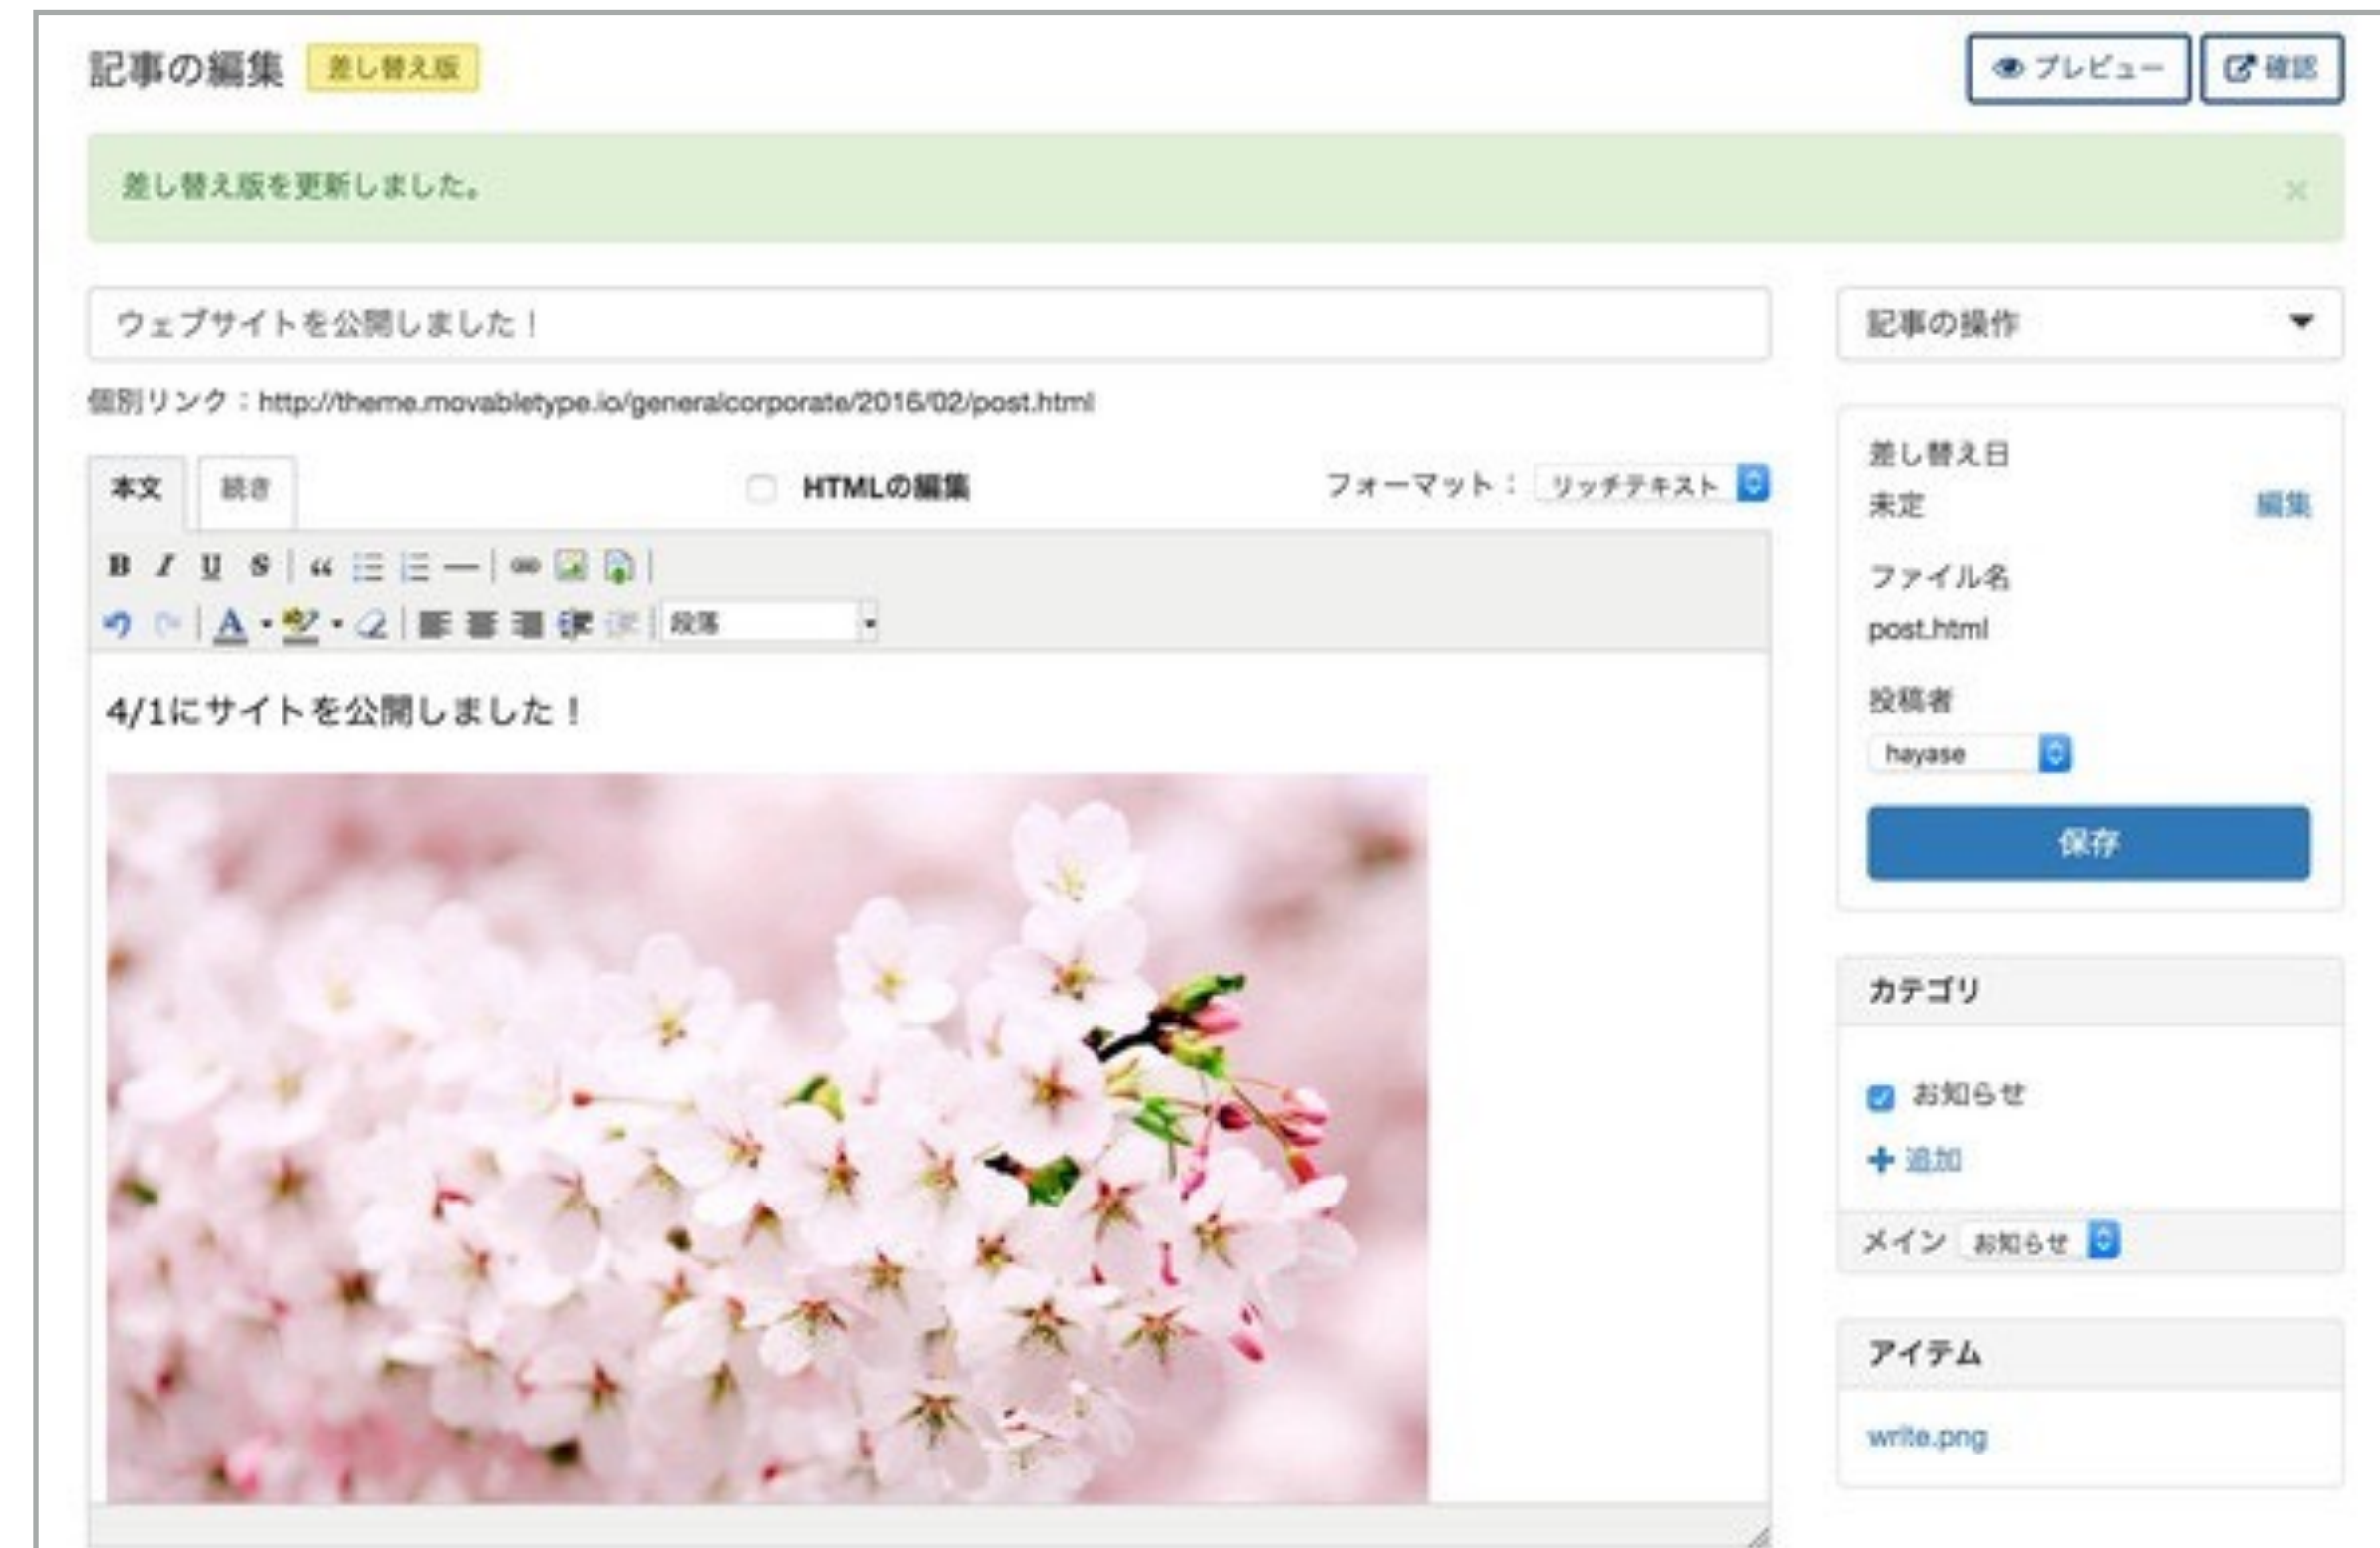 記事の編集 差し替え版 プレビュー 確認
差し替え版を更新しました。 ×
ウェブサイトを公開しました！
個別リンク：http://theme.movabletype.io/generalcorporate/2016/02/post.html
本文 続き HTMLの編集 フォーマット： リッチテキスト
B I U S “
A 段落
4/1にサイトを公開しました！
記事の操作
差し替え日
未定 編集
ファイル名
post.html
投稿者
hayase
保存
カテゴリ
お知らせ
+ 追加
メイン お知らせ
アイテム
write.png